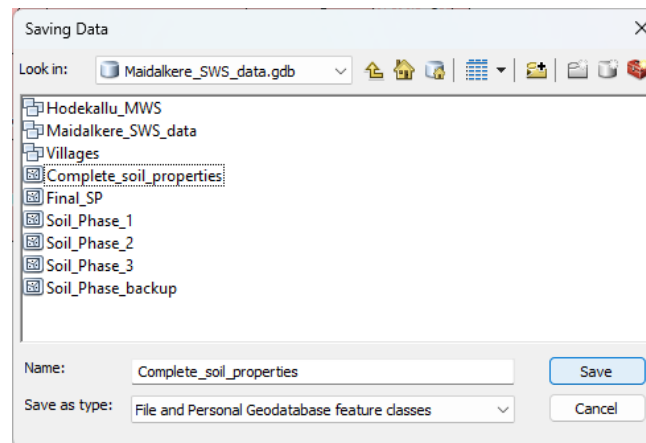 Saving Data
Look in:
Maidalkere_SWS_data.gdb
Hodekallu_MWS
Maidalkere_SWS_data
Villages
Complete_soil_properties
Final_SP
Soil_Phase_1
Soil_Phase_2
Soil_Phase_3
Soil_Phase_backup
Name:
Complete_soil_properties
Save
Save as type:
File and Personal Geodatabase feature classes
Cancel